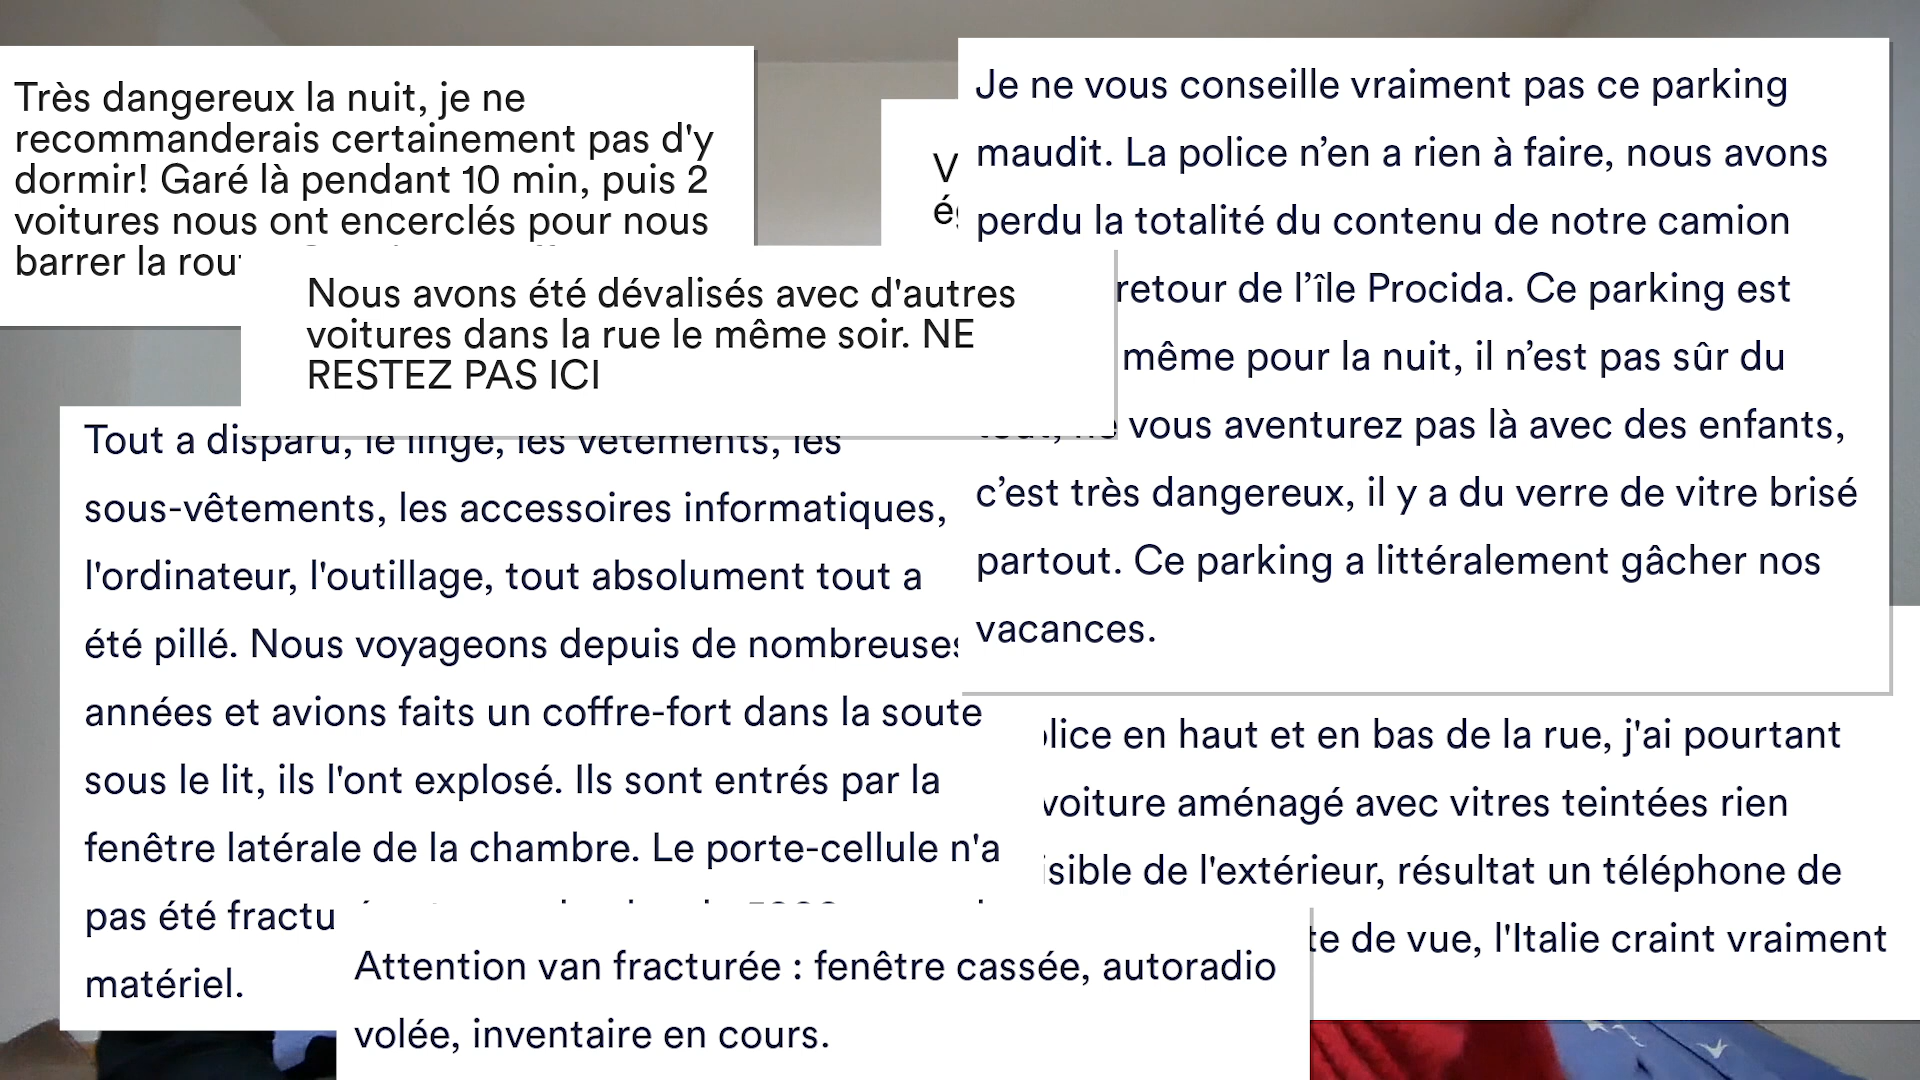 Très dangereux la nuit, je ne
recommanderais certainement pas d'y
dormir! Garé là pendant 10 min, puis 2
voitures nous ont encerclés pour nous
barrer la
Nous avons été dévalisés avec d'autres
voitures dans la rue le même soir. NE
RESTEZ PAS ICI
Je ne vous conseille vraiment pas ce parking
maudit. La police n’en a rien à faire, nous avons
perdu la totalité du contenu de notre camion
retour de l’île Procida. Ce parking est
même pour la nuit, il n’est pas sûr du
vous aventurez pas là avec des enfants,
c’est très dangereux, il y a du verre de vitre brisé
partout. Ce parking a littéralement gâcher nos
vacances.
Tout a disparu, le linge, les vêtements, les
sous-vêtements, les accessoires informatiques,
l'ordinateur, l'outillage, tout absolument tout a
été pillé. Nous voyageons depuis de nombreuses
années et avions faits un coffre-fort dans la soute
sous le lit, ils l'ont explosé. Ils sont entrés par la
fenêtre latérale de la chambre. Le porte-cellule n'a
pas été
matériel.
en haut et en bas de la rue, j'ai pourtant
voiture aménagé avec vitres teintées rien
de l'extérieur, résultat un téléphone de
de vue, l'Italie craint vraiment
Attention van fracturée : fenêtre cassée, autoradio
volée, inventaire en cours.